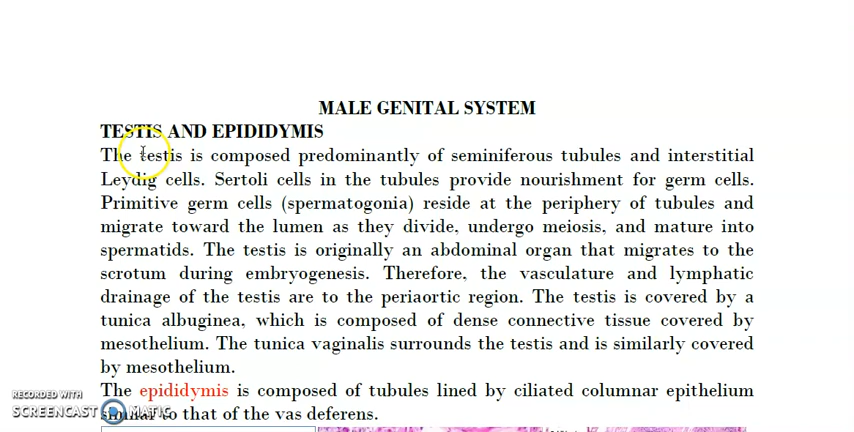 MALE GENITAL SYSTEM
TESTIS AND EPIDIDYMIS
The testis is composed predominantly of seminiferous tubules and interstitial
Leydig cells. Sertoli cells in the tubules provide nourishment for germ cells.
Primitive germ cells (spermatogonia) reside at the periphery of tubules and
migrate toward the lumen as they divide, undergo meiosis, and mature into
spermatids. The testis is originally an abdominal organ that migrates to the
scrotum during embryogenesis. Therefore, the vasculature and lymphatic
drainage of the testis are to the periaortic region. The testis is covered by a
tunica albuginea, which is composed of dense connective tissue covered by
mesothelium. The tunica vaginalis surrounds the testis and is similarly covered
by mesothelium.
The epididymis is composed of tubules lined by ciliated columnar epithelium
similar to that of the vas deferens.
RECORDED WITH
SCREENCAST MATIC